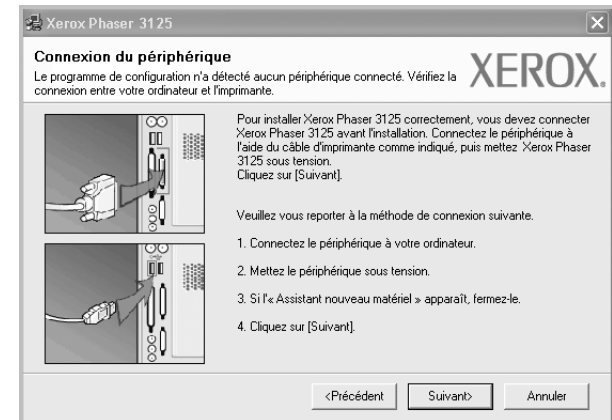 Xerox Phaser 3125
Connexion du périphérique
Le programme de configuration n'a détecté aucun périphérique connecté. Vérifiez la
connexion entre votre ordinateur et l'imprimante.
XEROX.
Pour installer Xerox Phaser 3125 correctement, vous devez connecter
Xerox Phaser 3125 avant l'installation. Connectez le périphérique à
l'aide du câble d'imprimante comme indiqué, puis mettez Xerox Phaser
3125 sous tension.
Cliquez sur [Suivant].
Veuillez vous reporter à la méthode de connexion suivante.
1. Connectez le périphérique à votre ordinateur.
2. Mettez le périphérique sous tension.
3. Si l'« Assistant nouveau matériel » apparaît, fermez-le.
4. Cliquez sur [Suivant].
<Précédent
Suivant>
Annuler